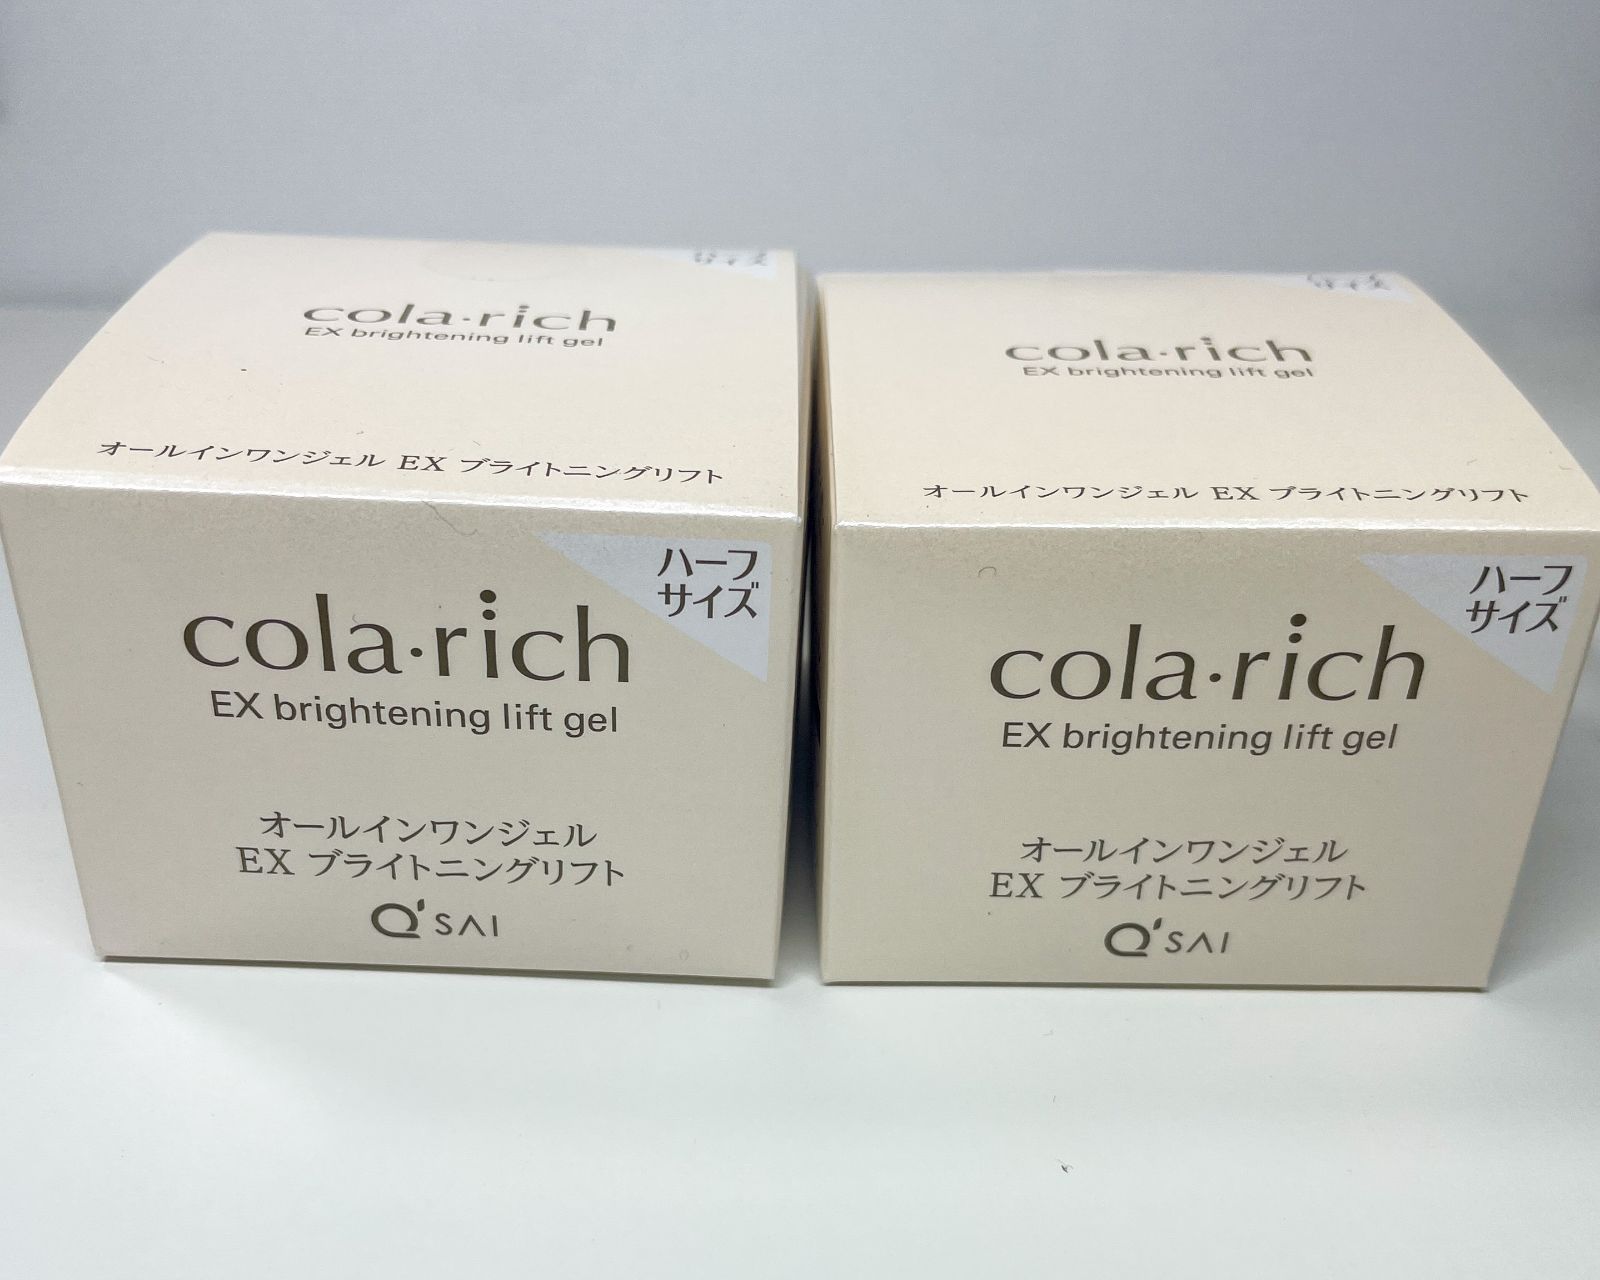 サイズ
cola·rich
EX brightening lift gel
オールインワンジェル EX ブライトニングリフト
ハーフ
サイズ
cola·rich
EX brightening lift gel
オールインワンジェル
EX ブライトニングリフト
Q'SAI
サイズ
cola·rich
EX brightening lift gel
オールインワンジェル EX ブライトニングリフト
ハーフ
サイズ
cola·rich
EX brightening lift gel
オールインワンジェル
EX ブライトニングリフト
Q'SAI